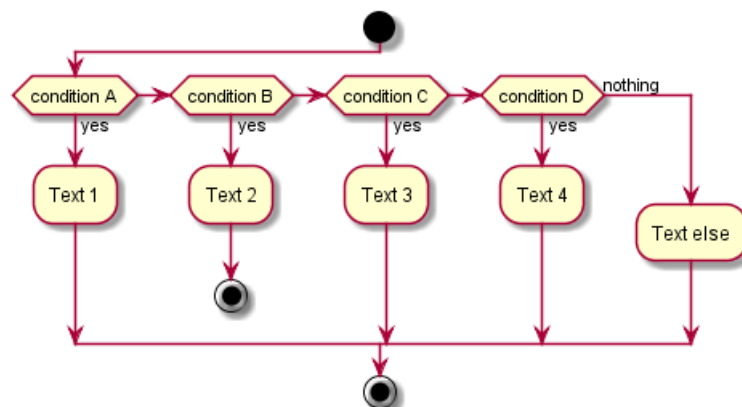 condition A
condition B
condition C
condition D
nothing
yes
yes
yes
yes
Text 1
Text 2
Text 3
Text 4
Text else